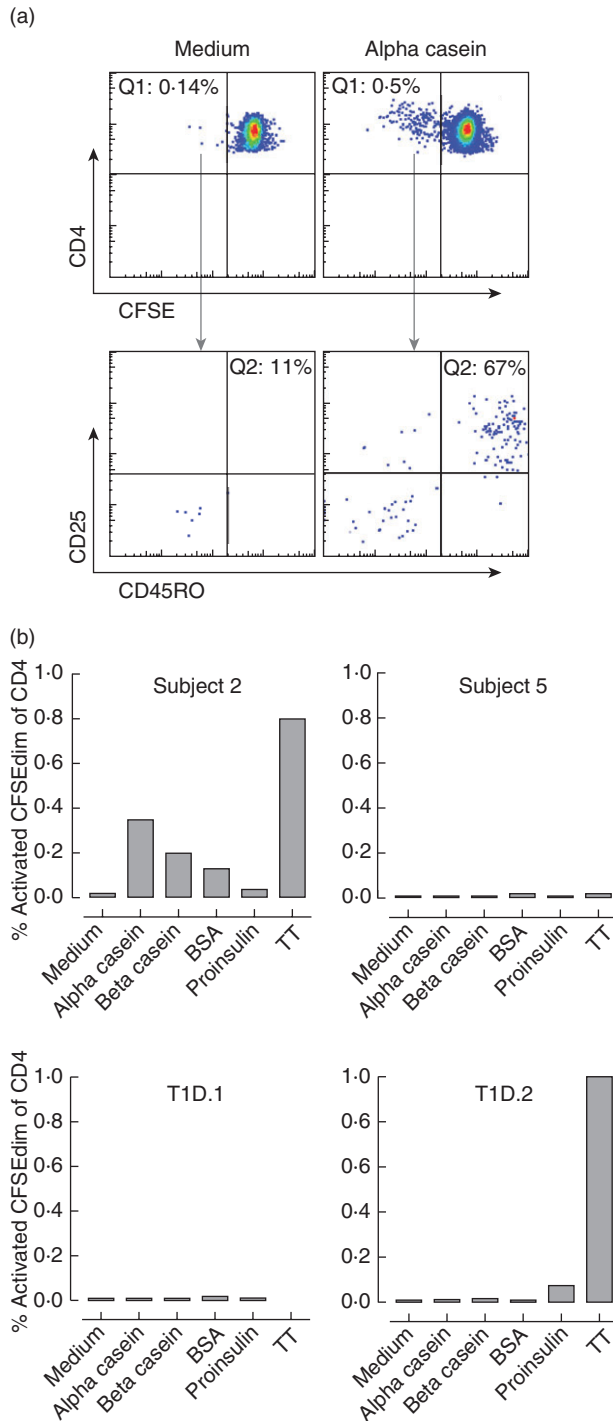 (a)
Medium
Alpha casein
Q1: 0·14%
Q1: 0·5%
CD4
CFSE
Q2: 11%
Q2: 67%
CD25
CD45RO
(b)
% Activated CFSEdim of CD4
1·0
0·8
0·6
0·4
0·2
0·0
Subject 2
Medium
Alpha casein
Beta casein
BSA
Proinsulin
TT
1·0
0·8
0·6
0·4
0·2
0·0
Subject 5
Medium
Alpha casein
Beta casein
BSA
Proinsulin
TT
% Activated CFSEdim of CD4
1·0
0·8
0·6
0·4
0·2
0·0
T1D.1
Medium
Alpha casein
Beta casein
BSA
Proinsulin
TT
1·0
0·8
0·6
0·4
0·2
0·0
T1D.2
Medium
Alpha casein
Beta casein
BSA
Proinsulin
TT